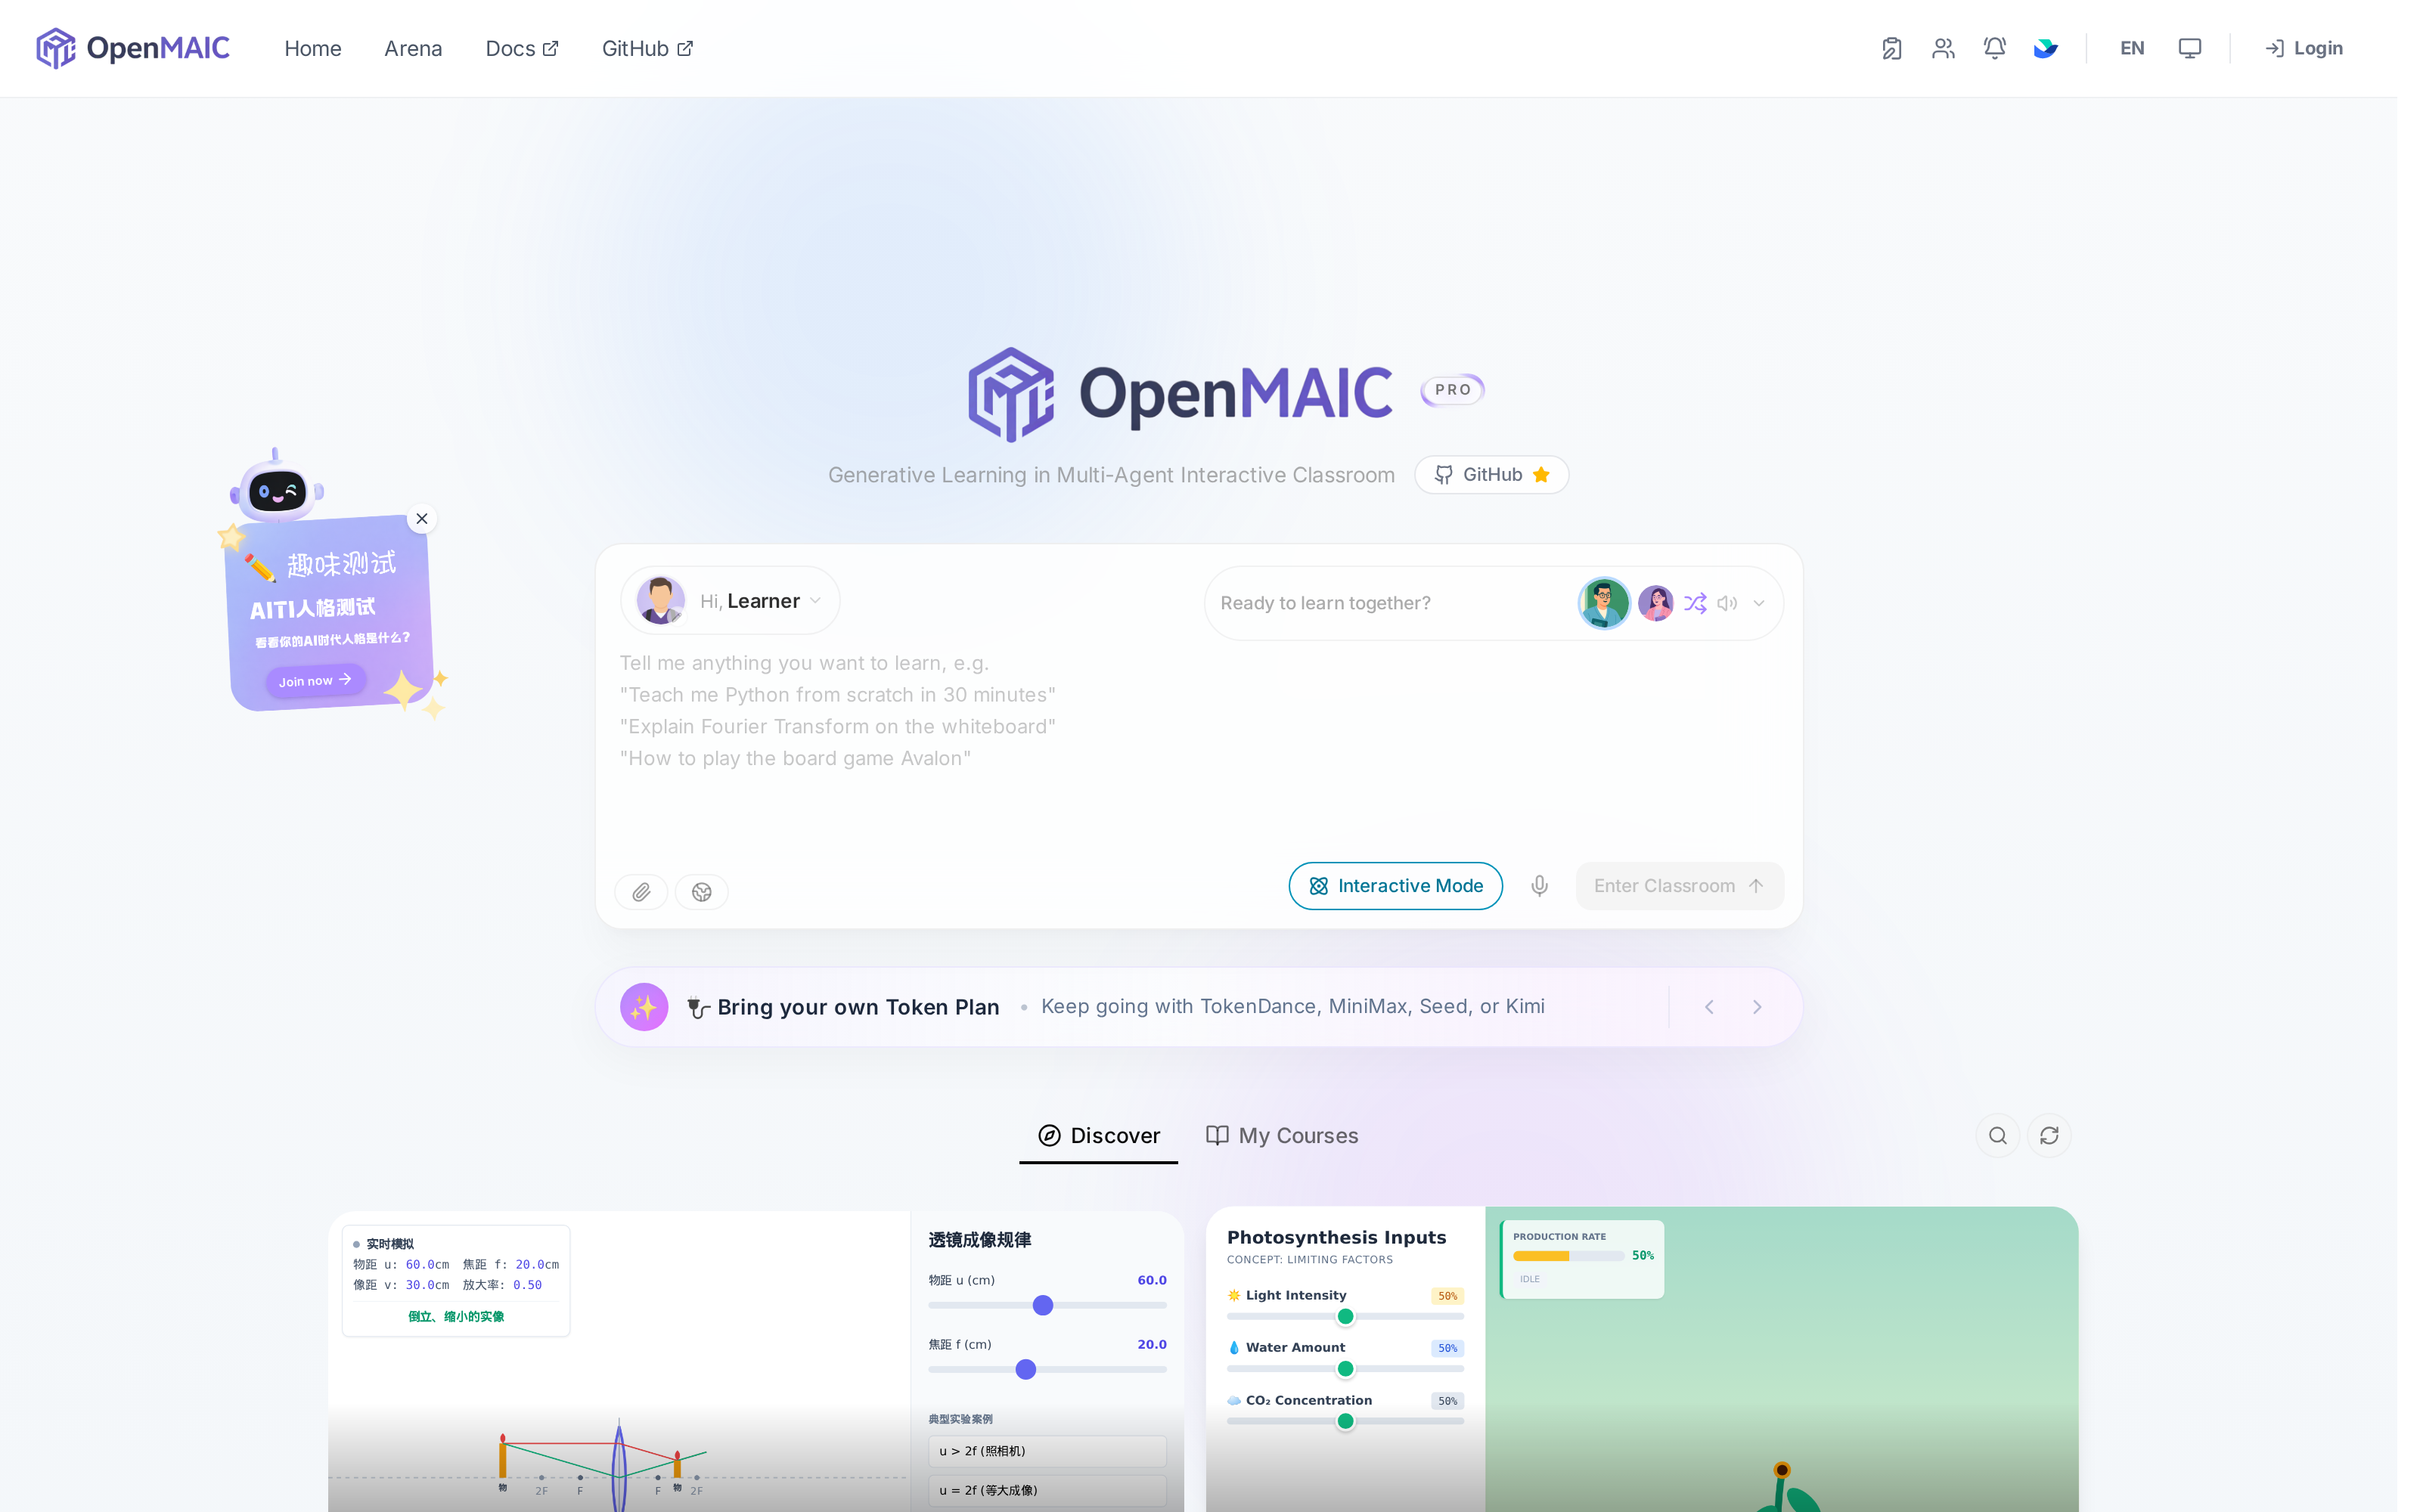 OpenMAIC
Home
Arena
Docs
GitHub
EN
Login
OpenMAIC
PRO
Generative Learning in Multi-Agent Interactive Classroom
GitHub
趣味测试
AITI人格测试
看看你的AI时代人格是什么?
Join now
Hi, Learner
Ready to learn together?
Tell me anything you want to learn, e.g.
"Teach me Python from scratch in 30 minutes"
"Explain Fourier Transform on the whiteboard"
"How to play the board game Avalon"
Interactive Mode
Enter Classroom
Bring your own Token Plan • Keep going with TokenDance, MiniMax, Seed, or Kimi
Discover
My Courses
实时模拟
物距 u: 60.0cm 焦距 f: 20.0cm
像距 v: 30.0cm 放大率: 0.50
倒立、缩小的实像
物 2F F F 物 2F
透镜成像规律
物距 u (cm) 60.0
焦距 f (cm) 20.0
典型实验案例
u > 2f (照相机)
u = 2f (等大成像)
Photosynthesis Inputs
CONCEPT: LIMITING FACTORS
Light Intensity 50%
Water Amount 50%
CO₂ Concentration 50%
PRODUCTION RATE
50%
IDLE